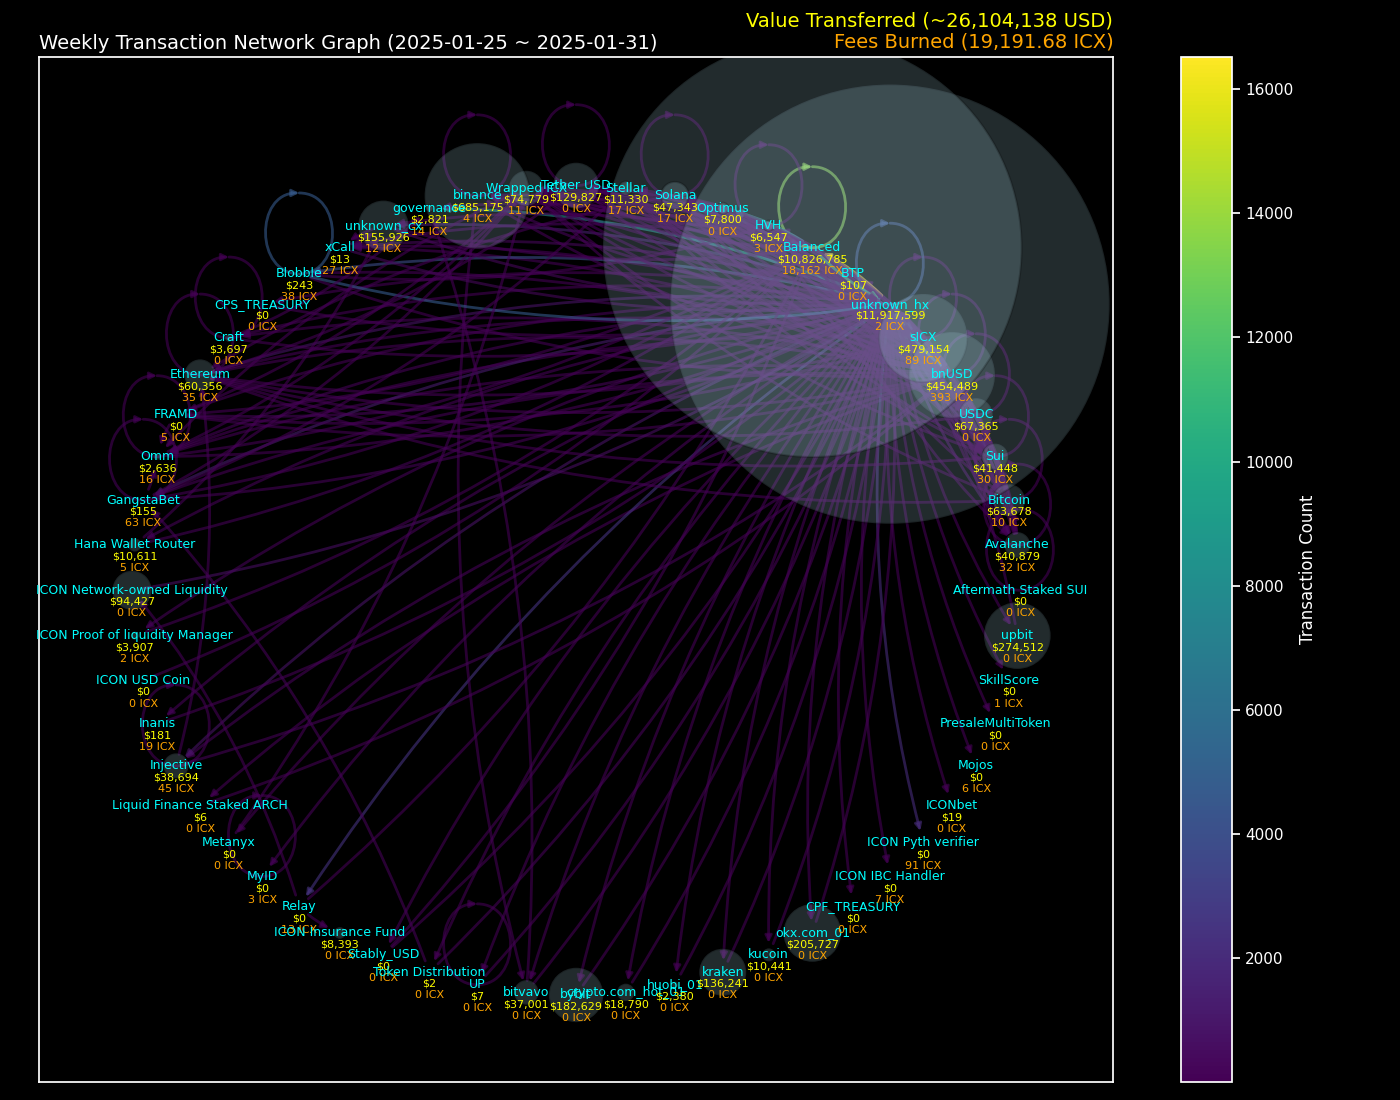 Value Transferred (~26,104,138 USD)
Weekly Transaction Network Graph (2025-01-25 ~ 2025-01-31)
Fees Burned (19,191.68 ICX)
Tether USD
$129,827
0 ICX
Wrapped ICX
$74,779
11 ICX
Stellar
$11,330
17 ICX
binance
$685,175
4 ICX
Solana
$47,343
17 ICX
governance
$2,821
14 ICX
Optimus
$7,800
0 ICX
unknown_cx
$155,926
12 ICX
HVH
$6,547
3 ICX
xCall
$13
27 ICX
Balanced
$10,826,785
18,162 ICX
Blobble
$243
38 ICX
BTP
$107
0 ICX
CPS_TREASURY
$0
0 ICX
unknown_hx
$11,917,599
2 ICX
Craft
$3,697
0 ICX
sICX
$479,154
89 ICX
Ethereum
$60,356
35 ICX
bnUSD
$454,489
393 ICX
FRAMD
$0
5 ICX
USDC
$67,365
0 ICX
Omm
$2,636
16 ICX
Sui
$41,448
30 ICX
GangstaBet
$155
63 ICX
Bitcoin
$63,678
10 ICX
Hana Wallet Router
$10,611
5 ICX
Avalanche
$40,879
32 ICX
ICON Network-owned Liquidity
$94,427
0 ICX
Aftermath Staked SUI
$0
0 ICX
ICON Proof of liquidity Manager
$3,907
2 ICX
upbit
$274,512
0 ICX
ICON USD Coin
$0
0 ICX
SkillScore
$0
1 ICX
Inanis
$181
19 ICX
PresaleMultiToken
$0
0 ICX
Injective
$38,694
45 ICX
Mojos
$0
6 ICX
Liquid Finance Staked ARCH
$6
0 ICX
ICONbet
$19
0 ICX
Metanyx
$0
0 ICX
ICON Pyth verifier
$0
91 ICX
MyID
$0
3 ICX
ICON IBC Handler
$0
7 ICX
Relay
$0
13 ICX
CPF_TREASURY
$0
0 ICX
ICON Insurance Fund
$8,393
0 ICX
okx.com_01
$205,727
0 ICX
Stably_USD
$0
0 ICX
kucoin
$10,441
0 ICX
Token Distribution
$2
0 ICX
kraken
$136,241
0 ICX
UP
$7
0 ICX
huobi_01
$2,350
0 ICX
bitvavo
$37,001
0 ICX
bybit
$182,629
0 ICX
crypto.com_hot_01
$18,790
0 ICX
16000
14000
12000
10000
8000
6000
4000
2000
Transaction Count